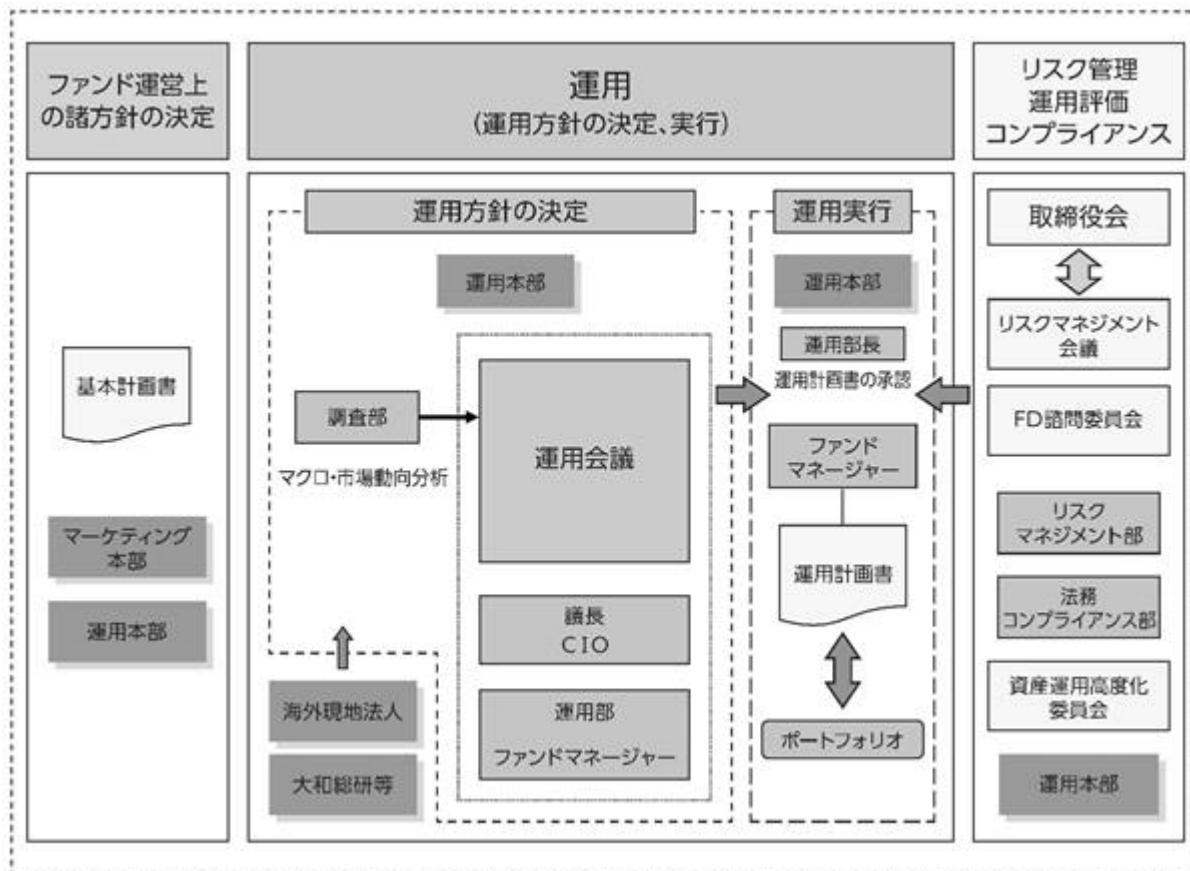 ファンド運営上
の諸方針の決定
運用
(運用方針の決定、実行)
リスク管理
運用評価
コンプライアンス
基本計画書
マーケティング
本部
運用本部
運用方針の決定
運用本部
調査部
マクロ・市場動向分析
運用会議
議長
CIO
運用部
ファンドマネージャー
海外現地法人
大和総研等
運用実行
運用本部
運用部長
運用計画書の承認
ファンド
マネージャー
運用計画書
ポートフォリオ
取締役会
リスクマネジメント
会議
FD諮問委員会
リスク
マネジメント部
法務
コンプライアンス部
資産運用高度化
委員会
運用本部